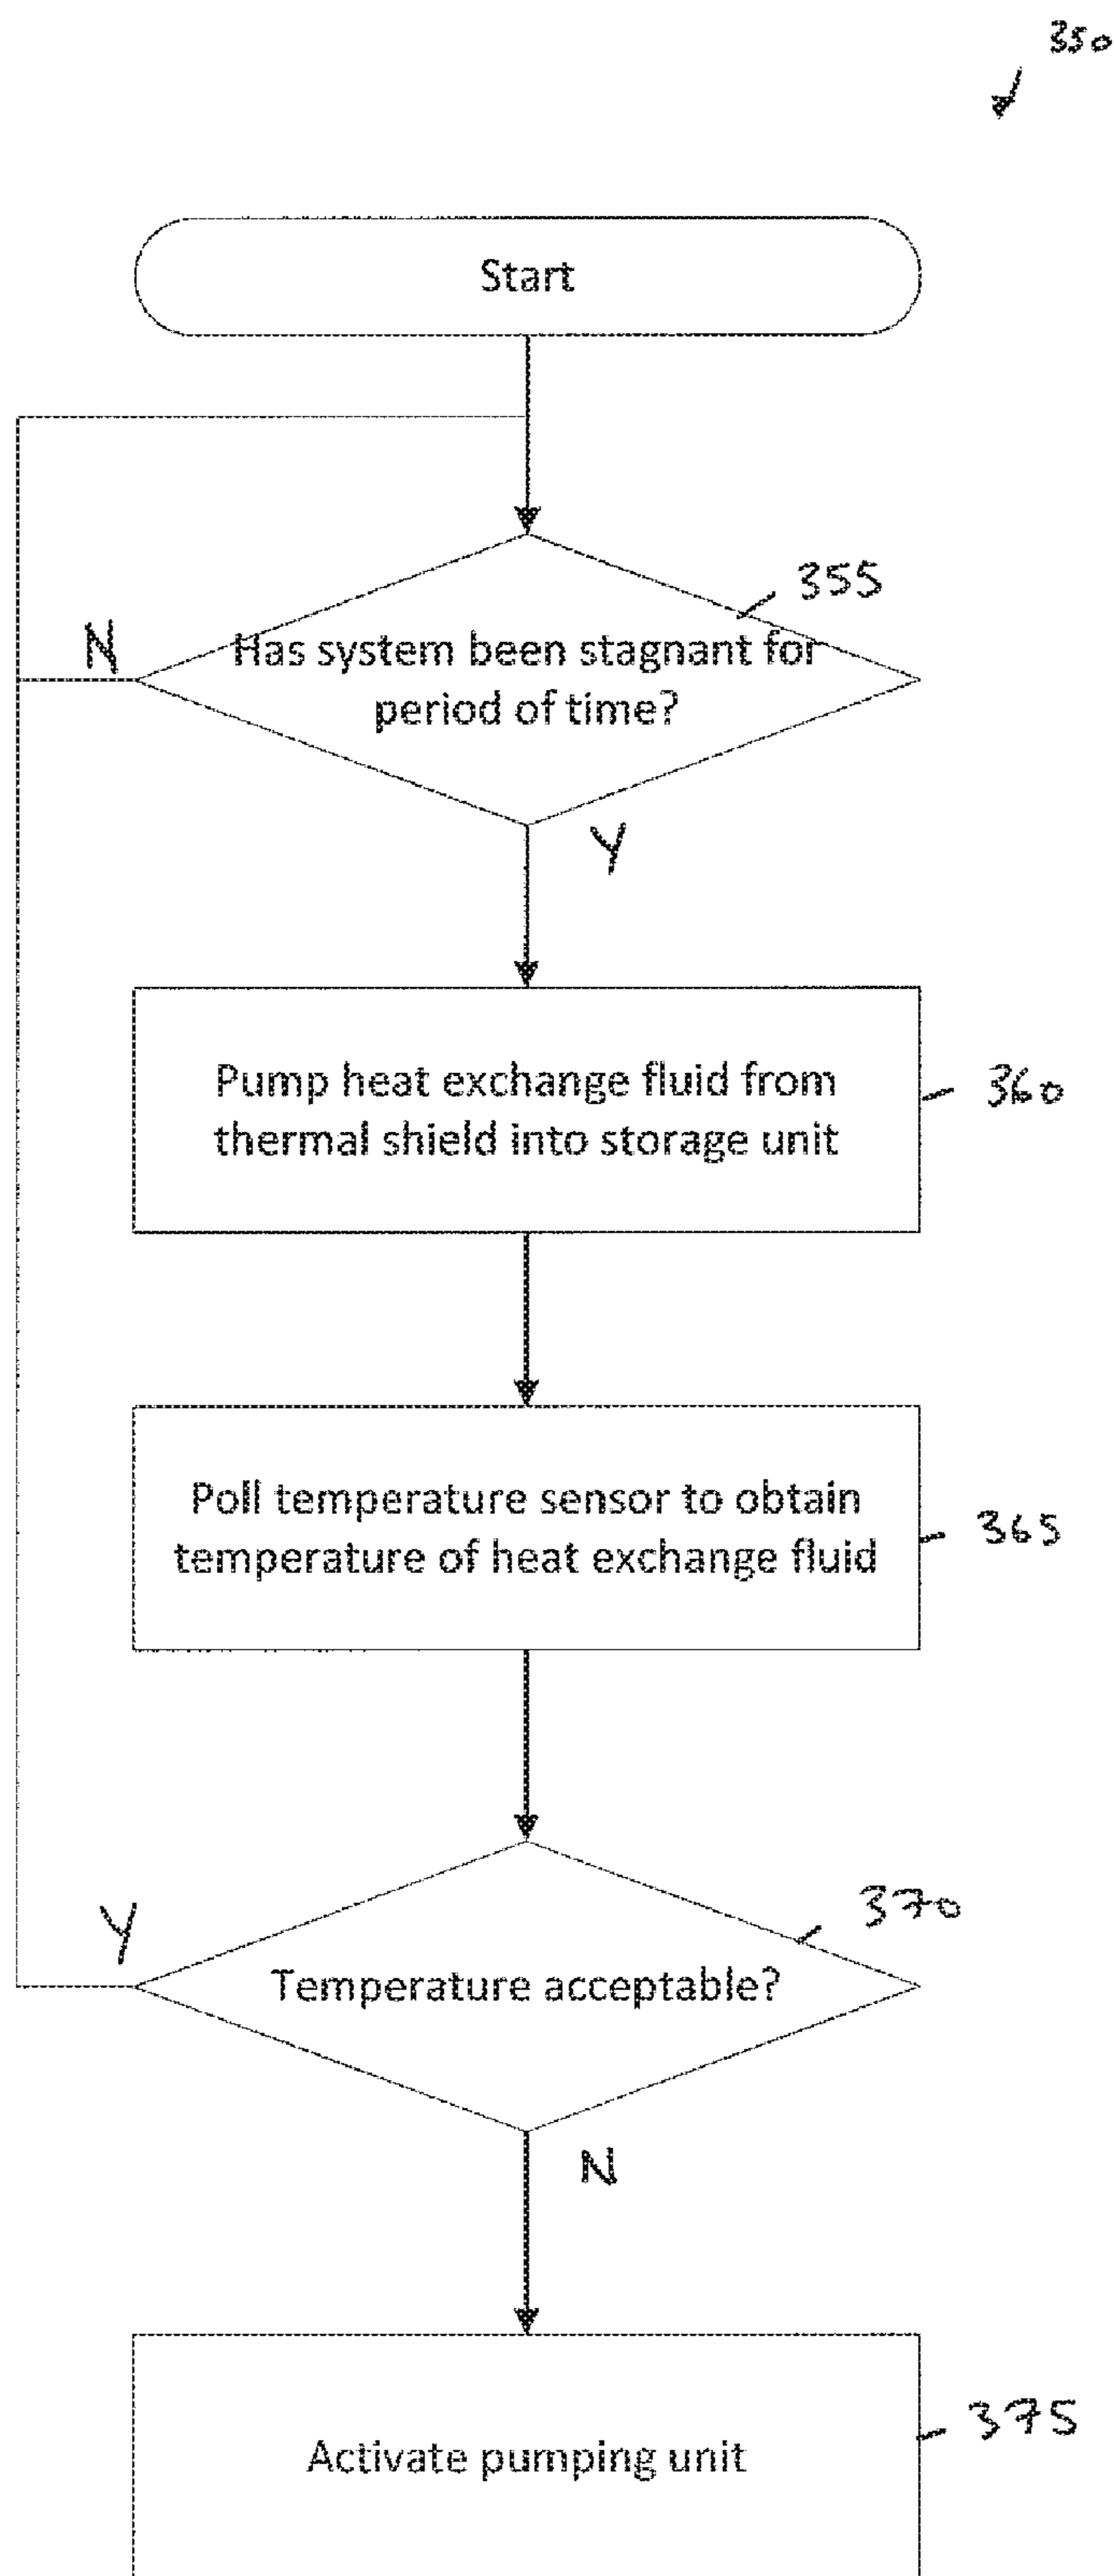 350
Start
355
N
Has system been stagnant for
period of time?
Y
Pump heat exchange fluid from
thermal shield into storage unit
360
Poll temperature sensor to obtain
temperature of heat exchange fluid
365
370
Y
Temperature acceptable?
N
Activate pumping unit
375